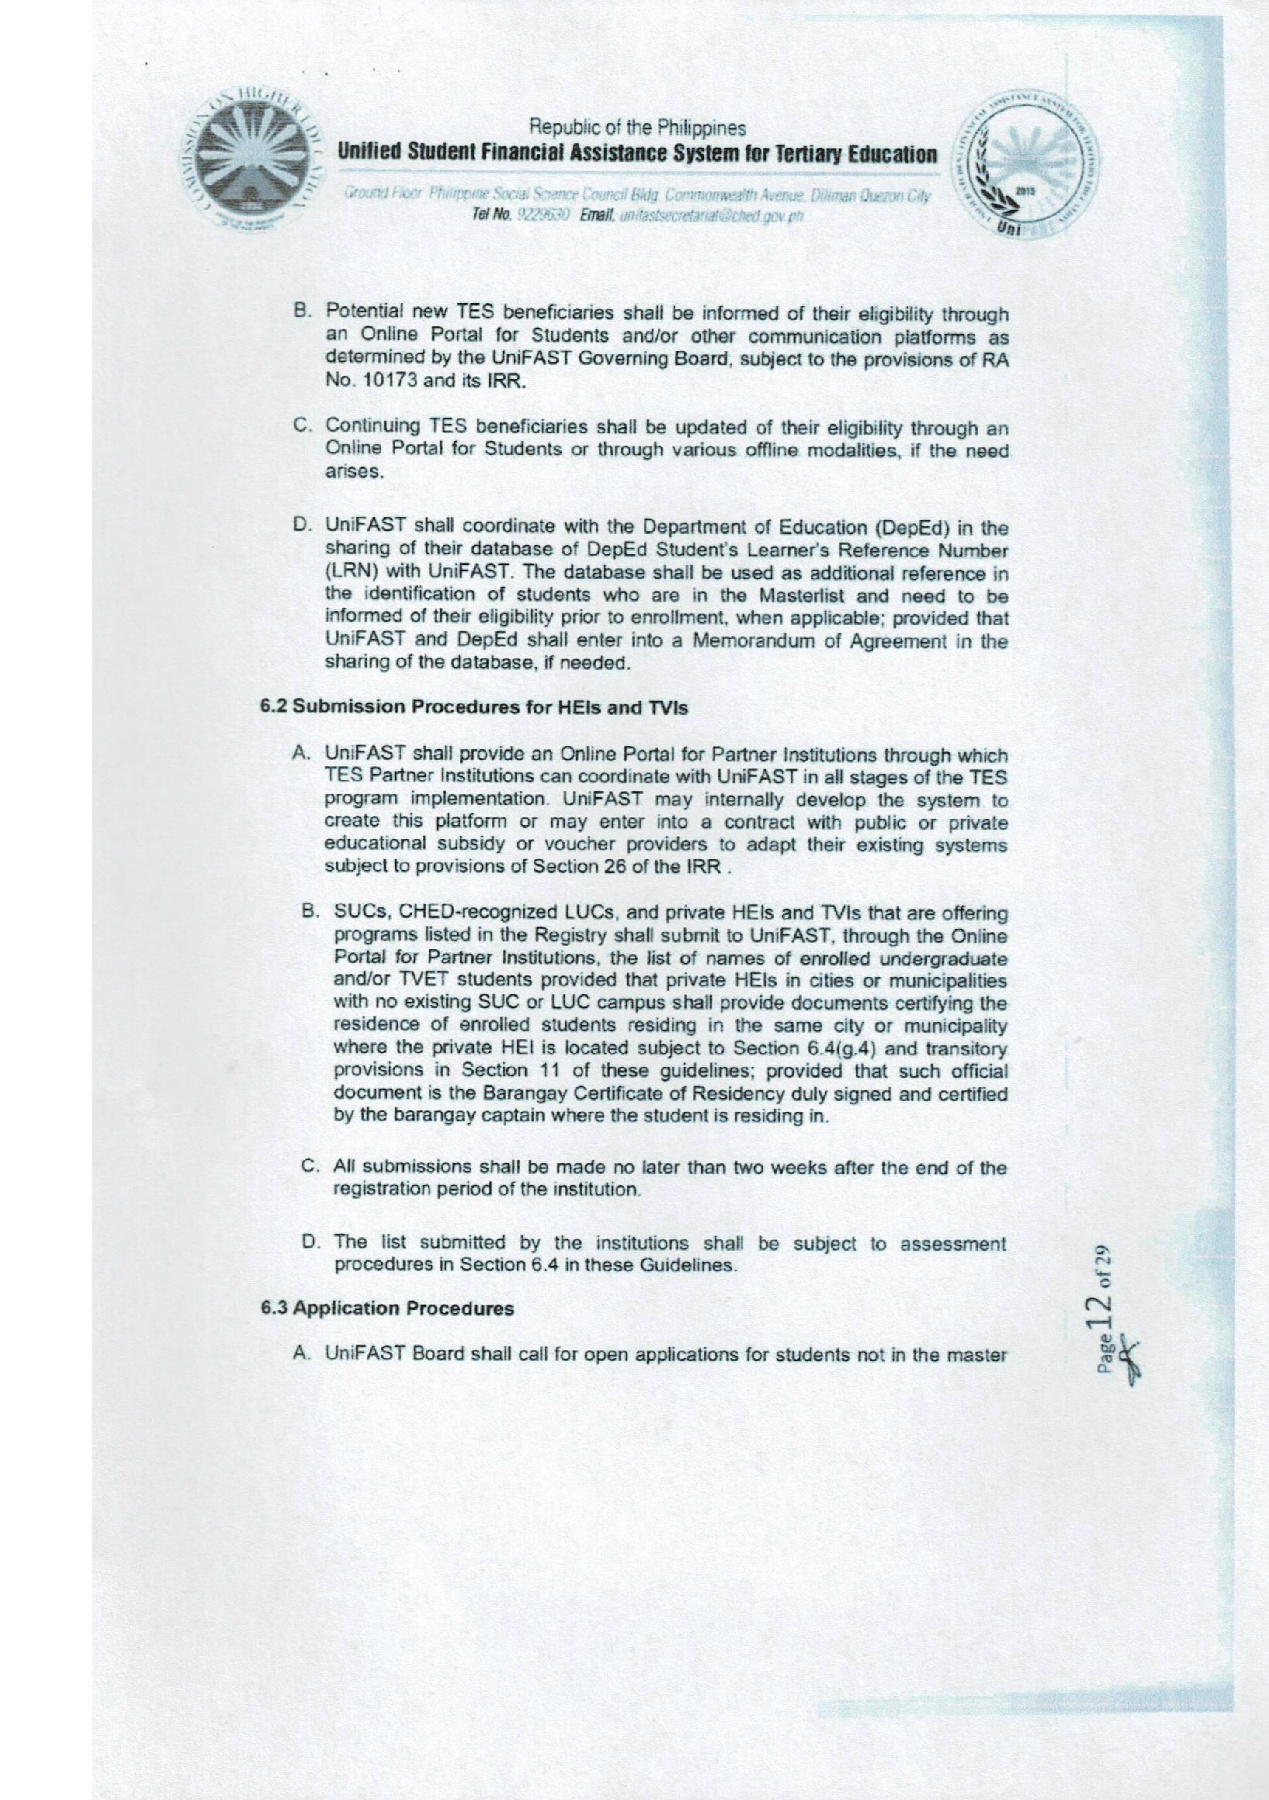 COMMISSION ON HIGHER EDUCATION
Republic of the Philippines
Unified Student Financial Assistance System for Tertiary Education
Ground Floor Philippine Social Science Council Bldg. Commonwealth Avenue, Diliman Quezon City
Tel No. 9229630 Email. unifastsecretariat@ched.gov.ph
2015
Uni
B. Potential new TES beneficiaries shall be informed of their eligibility through
an Online Portal for Students and/or other communication platforms as
determined by the UniFAST Governing Board, subject to the provisions of RA
No. 10173 and its IRR.
C. Continuing TES beneficiaries shall be updated of their eligibility through an
Online Portal for Students or through various offline modalities, if the need
arises.
D. UniFAST shall coordinate with the Department of Education (DepEd) in the
sharing of their database of DepEd Student's Learner's Reference Number
(LRN) with UniFAST. The database shall be used as additional reference in
the identification of students who are in the Masterlist and need to be
informed of their eligibility prior to enrollment, when applicable; provided that
UniFAST and DepEd shall enter into a Memorandum of Agreement in the
sharing of the database, if needed.
6.2 Submission Procedures for HEIs and TVIs
A. UniFAST shall provide an Online Portal for Partner Institutions through which
TES Partner Institutions can coordinate with UniFAST in all stages of the TES
program implementation. UniFAST may internally develop the system to
create this platform or may enter into a contract with public or private
educational subsidy or voucher providers to adapt their existing systems
subject to provisions of Section 26 of the IRR .
B. SUCs, CHED-recognized LUCs, and private HEIs and TVIs that are offering
programs listed in the Registry shall submit to UniFAST, through the Online
Portal for Partner Institutions, the list of names of enrolled undergraduate
and/or TVET students provided that private HEIs in cities or municipalities
with no existing SUC or LUC campus shall provide documents certifying the
residence of enrolled students residing in the same city or municipality
where the private HEI is located subject to Section 6.4(g.4) and transitory
provisions in Section 11 of these guidelines; provided that such official
document is the Barangay Certificate of Residency duly signed and certified
by the barangay captain where the student is residing in.
C. All submissions shall be made no later than two weeks after the end of the
registration period of the institution.
D. The list submitted by the institutions shall be subject to assessment
procedures in Section 6.4 in these Guidelines.
6.3 Application Procedures
A. UniFAST Board shall call for open applications for students not in the master
Page 12 of 29